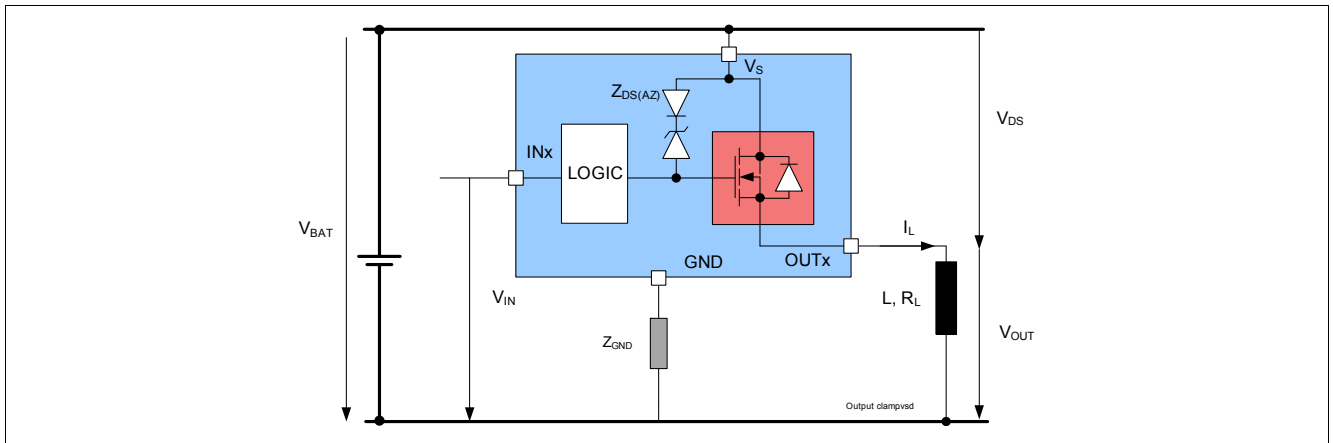 VS
ZDS(AZ)
VDS
INx
LOGIC
IL
VBAT
GND
OUTx
VIN
L, RL
VOUT
ZGND
Output clampvsd